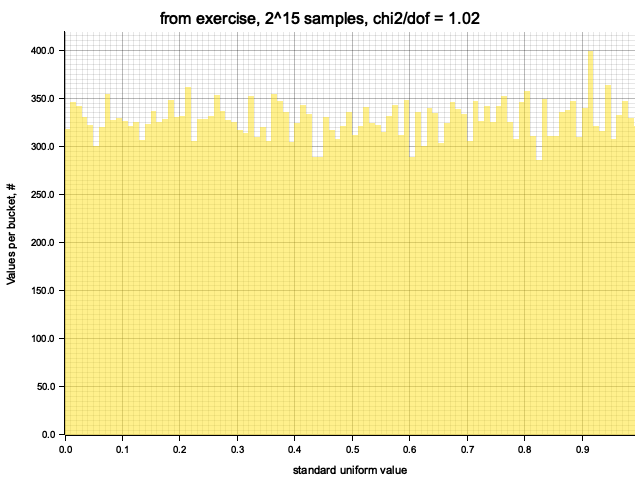 from exercise, 2^15 samples, chi2/dof = 1.02
400.0
350.0
300.0
250.0
200.0
150.0
100.0
50.0
0.0
Values per bucket, #
0.0 0.1 0.2 0.3 0.4 0.5 0.6 0.7 0.8 0.9
standard uniform value